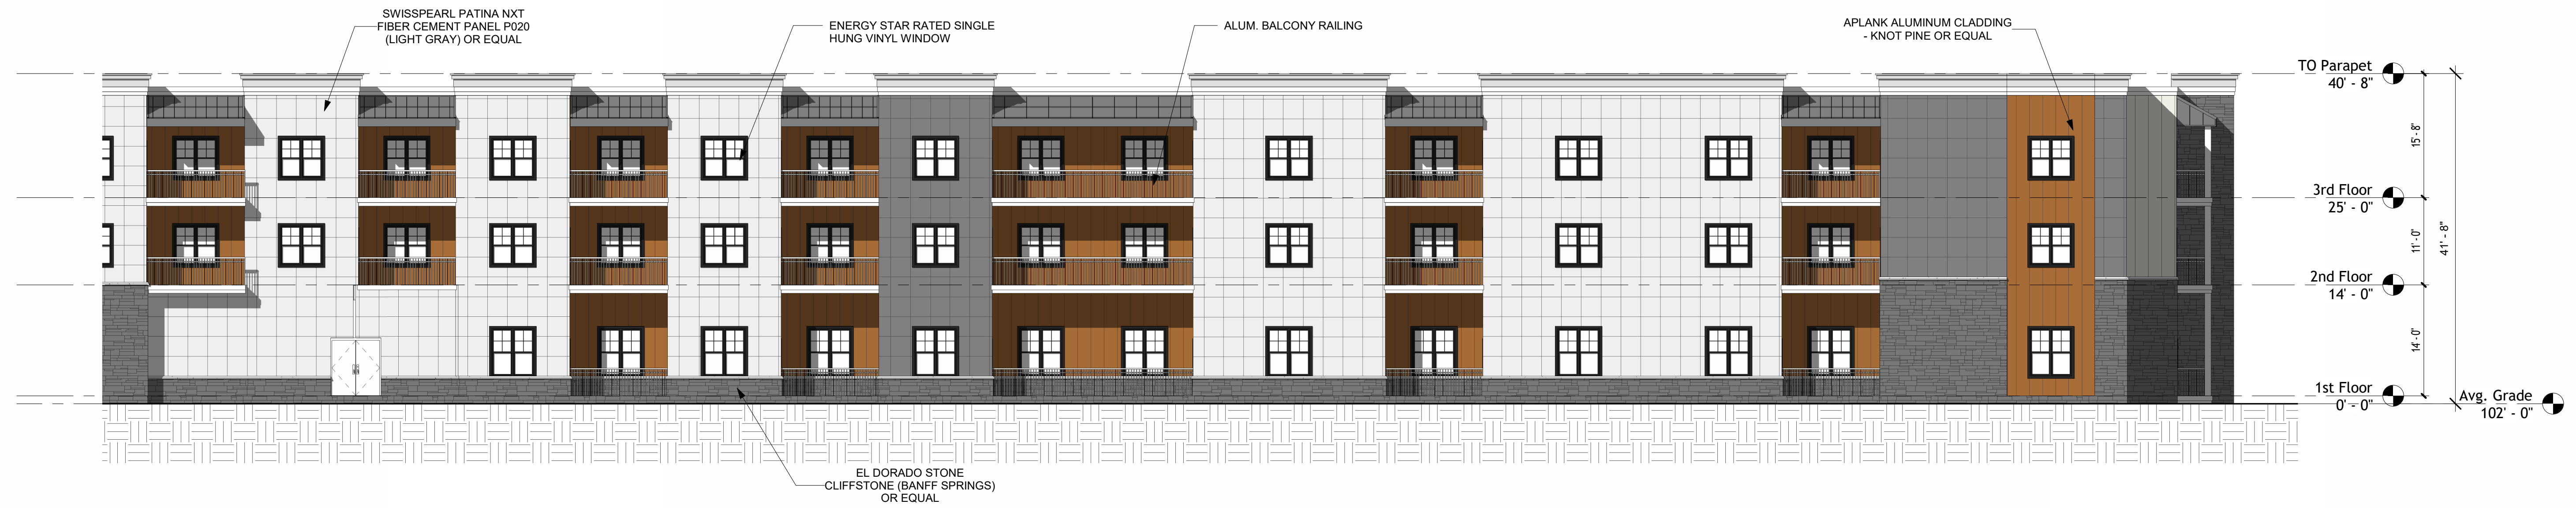 SWISSPEARL PATINA NXT
FIBER CEMENT PANEL P020
(LIGHT GRAY) OR EQUAL
ENERGY STAR RATED SINGLE
HUNG VINYL WINDOW
ALUM. BALCONY RAILING
APLANK ALUMINUM CLADDING
- KNOT PINE OR EQUAL
TO Parapet
40' - 8"
15' - 8"
3rd Floor
25' - 0"
11' - 0"
41' - 8"
2nd Floor
14' - 0"
14' - 0"
1st Floor
0' - 0"
Avg. Grade
102' - 0"
EL DORADO STONE
CLIFFSTONE (BANFF SPRINGS)
OR EQUAL